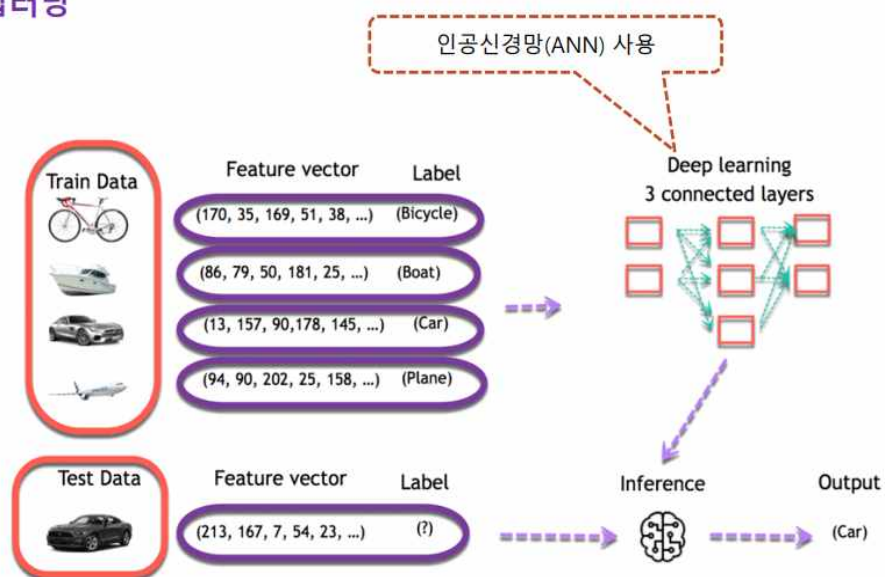 인공신경망(ANN) 사용
Train Data
Feature vector
Label
(170, 35, 169, 51, 38, ...) (Bicycle)
(86, 79, 50, 181, 25, ...) (Boat)
(13, 157, 90,178, 145, ...) (Car)
(94, 90, 202, 25, 158, ...) (Plane)
Deep learning
3 connected layers
Test Data
Feature vector
Label
(213, 167, 7, 54, 23, ...) (?)
Inference
Output
(Car)